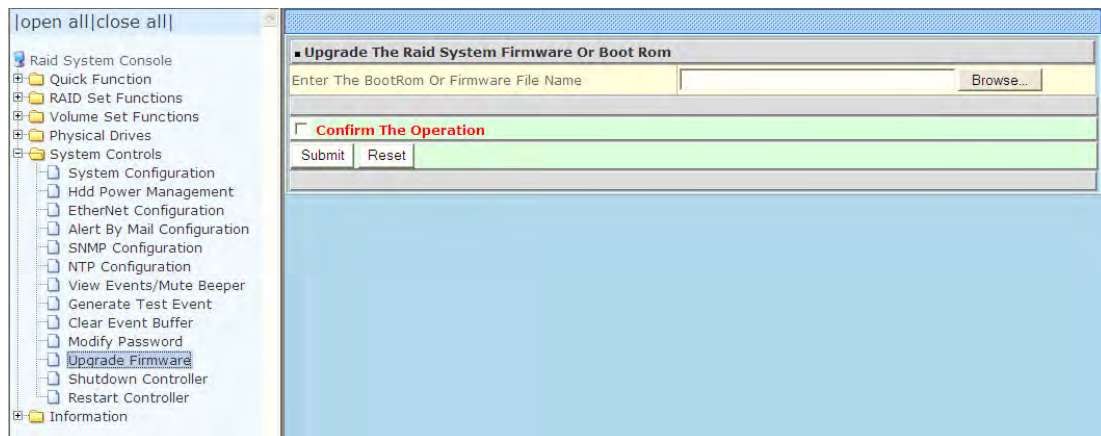 |open all|close all|
Raid System Console
Quick Function
RAID Set Functions
Volume Set Functions
Physical Drives
System Controls
System Configuration
Hdd Power Management
EtherNet Configuration
Alert By Mail Configuration
SNMP Configuration
NTP Configuration
View Events/Mute Beeper
Generate Test Event
Clear Event Buffer
Modify Password
Upgrade Firmware
Shutdown Controller
Restart Controller
Information
Upgrade The Raid System Firmware Or Boot Rom
Enter The BootRom Or Firmware File Name
Browse...
Confirm The Operation
Submit Reset